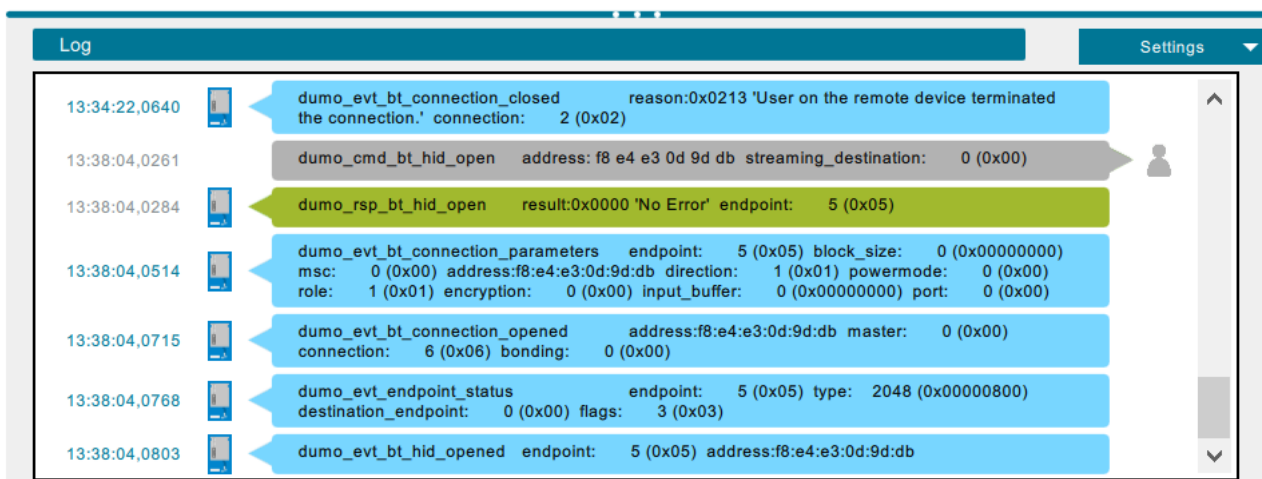 Log
Settings
13:34:22,0640
dumo_evt_bt_connection_closed reason:0x0213 'User on the remote device terminated
the connection.' connection: 2 (0x02)
13:38:04,0261
dumo_cmd_bt_hid_open address: f8 e4 e3 0d 9d db streaming_destination: 0 (0x00)
13:38:04,0284
dumo_rsp_bt_hid_open result:0x0000 'No Error' endpoint: 5 (0x05)
13:38:04,0514
dumo_evt_bt_connection_parameters endpoint: 5 (0x05) block_size: 0 (0x00000000)
msc: 0 (0x00) address:f8:e4:e3:0d:9d:db direction: 1 (0x01) powermode: 0 (0x00)
role: 1 (0x01) encryption: 0 (0x00) input_buffer: 0 (0x00000000) port: 0 (0x00)
13:38:04,0715
dumo_evt_bt_connection_opened address:f8:e4:e3:0d:9d:db master: 0 (0x00)
connection: 6 (0x06) bonding: 0 (0x00)
13:38:04,0768
dumo_evt_endpoint_status endpoint: 5 (0x05) type: 2048 (0x00000800)
destination_endpoint: 0 (0x00) flags: 3 (0x03)
13:38:04,0803
dumo_evt_bt_hid_opened endpoint: 5 (0x05) address:f8:e4:e3:0d:9d:db